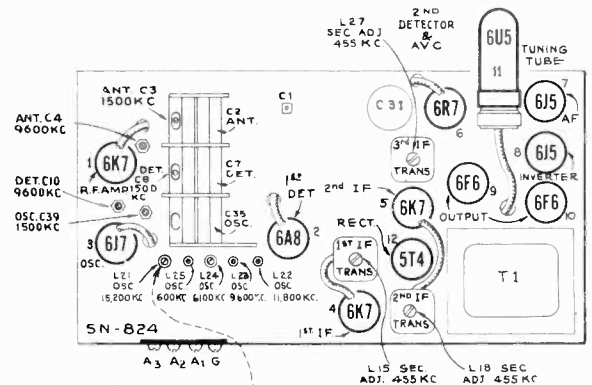 L27
SEC ADJ
455 KC
2ND
DETECTOR
&
AVC
6U5
11
TUNING
TUBE
ANT. C3
1500KC
C1
C2
ANT.
C31
6R7
6
6J5
7
AF
ANT. C4
9600KC
1
6K7
R.F. AMP
DET.
C8
1500
KC
C7
DET.
3rd IF
TRANS
8
6J5
INVERTER
DET. C10
9600KC
OSC. C39
1500KC
1st
DET
6A8
2
2nd IF
5
6K7
6F6
9
OUTPUT
6F6
10
3
6J7
OSC.
C35
OSC.
RECT.
12
5T4
1ST IF
TRANS
T1
L21
OSC
15,200KC
L25
OSC
600KC
L24
OSC
6100KC
L23
OSC
9600KC
L22
OSC
11,800KC.
4
6K7
1ST IF.
2ND IF
TRANS
5N-824
A3 A2 A1 G
L15 SEC
ADJ. 455KC
L18 SEC
ADJ. 455KC